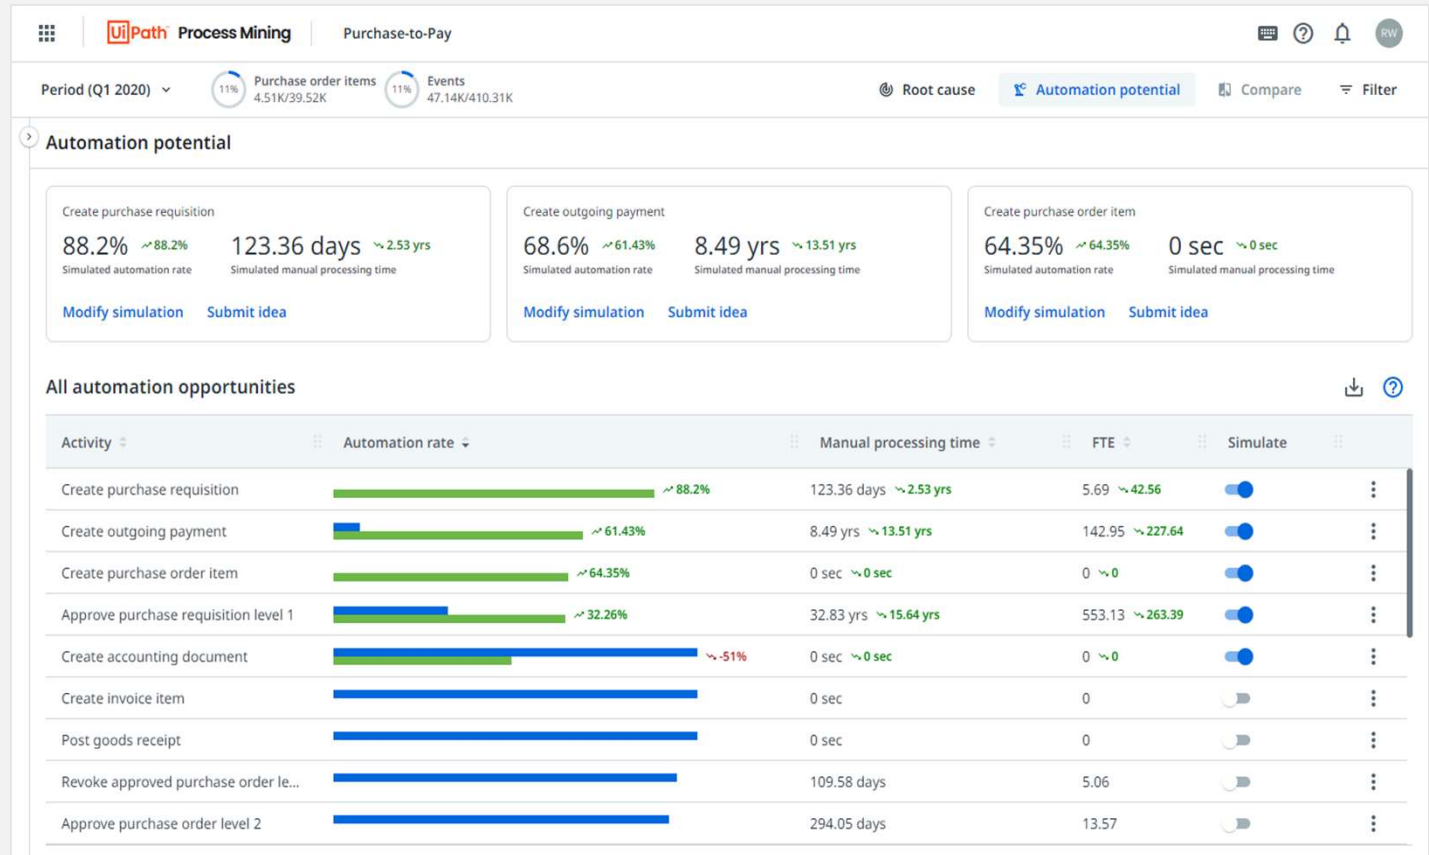 UiPath Process Mining Purchase-to-Pay RW
Period (Q1 2020) 11% Purchase order items 11% Events Root cause Automation potential Compare Filter
4.51K/39.52K 47.14K/410.31K
Automation potential
Create purchase requisition
88.2% 88.2% 123.36 days 2.53 yrs
Simulated automation rate Simulated manual processing time
Modify simulation Submit idea
Create outgoing payment
68.6% 61.43% 8.49 yrs 13.51 yrs
Simulated automation rate Simulated manual processing time
Modify simulation Submit idea
Create purchase order item
64.35% 64.35% 0 sec 0 sec
Simulated automation rate Simulated manual processing time
Modify simulation Submit idea
All automation opportunities
Activity Automation rate Manual processing time FTE Simulate
Create purchase requisition 88.2% 123.36 days 2.53 yrs 5.69 42.56
Create outgoing payment 61.43% 8.49 yrs 13.51 yrs 142.95 227.64
Create purchase order item 64.35% 0 sec 0 sec 0 0
Approve purchase requisition level 1 32.26% 32.83 yrs 15.64 yrs 553.13 263.39
Create accounting document -51% 0 sec 0 sec 0 0
Create invoice item 0 sec 0
Post goods receipt 0 sec 0
Revoke approved purchase order le... 109.58 days 5.06
Approve purchase order level 2 294.05 days 13.57